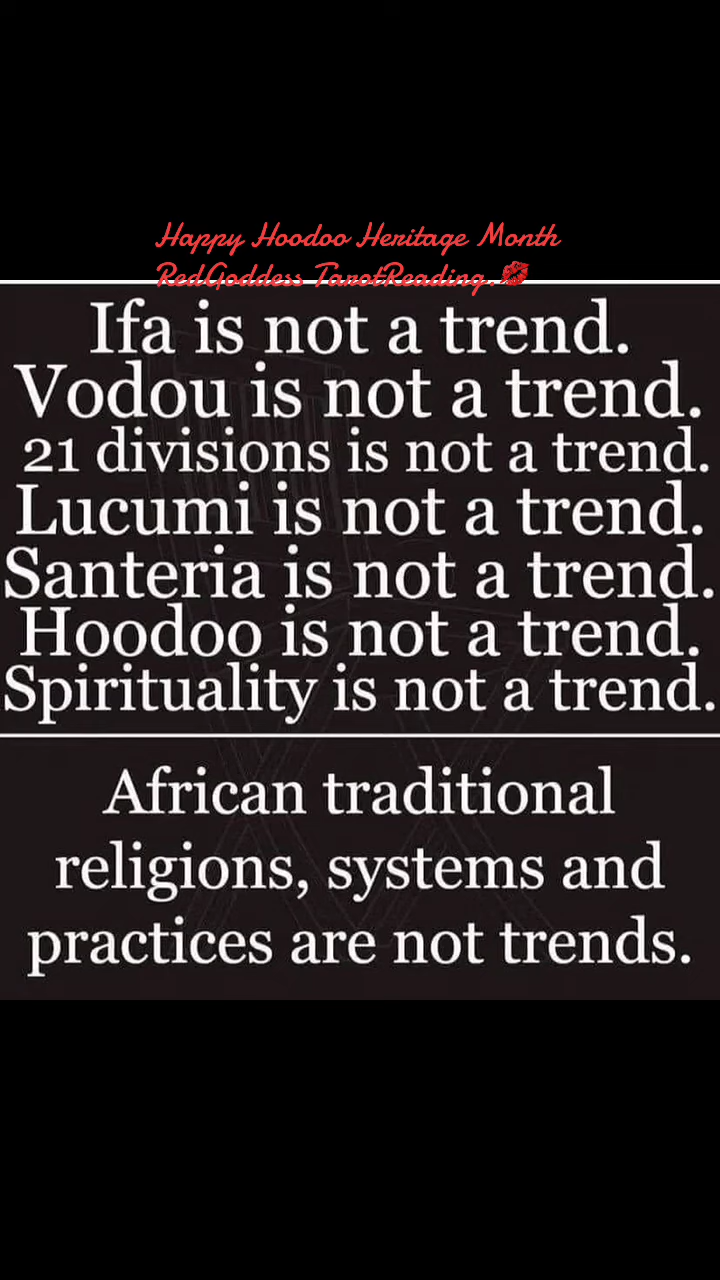 Happy Hoodoo Heritage Month
RedGoddess TarotReading.💋
Ifa is not a trend.
Vodou is not a trend.
21 divisions is not a trend.
Lucumi is not a trend.
Santeria is not a trend.
Hoodoo is not a trend.
Spirituality is not a trend.
African traditional
religions, systems and
practices are not trends.